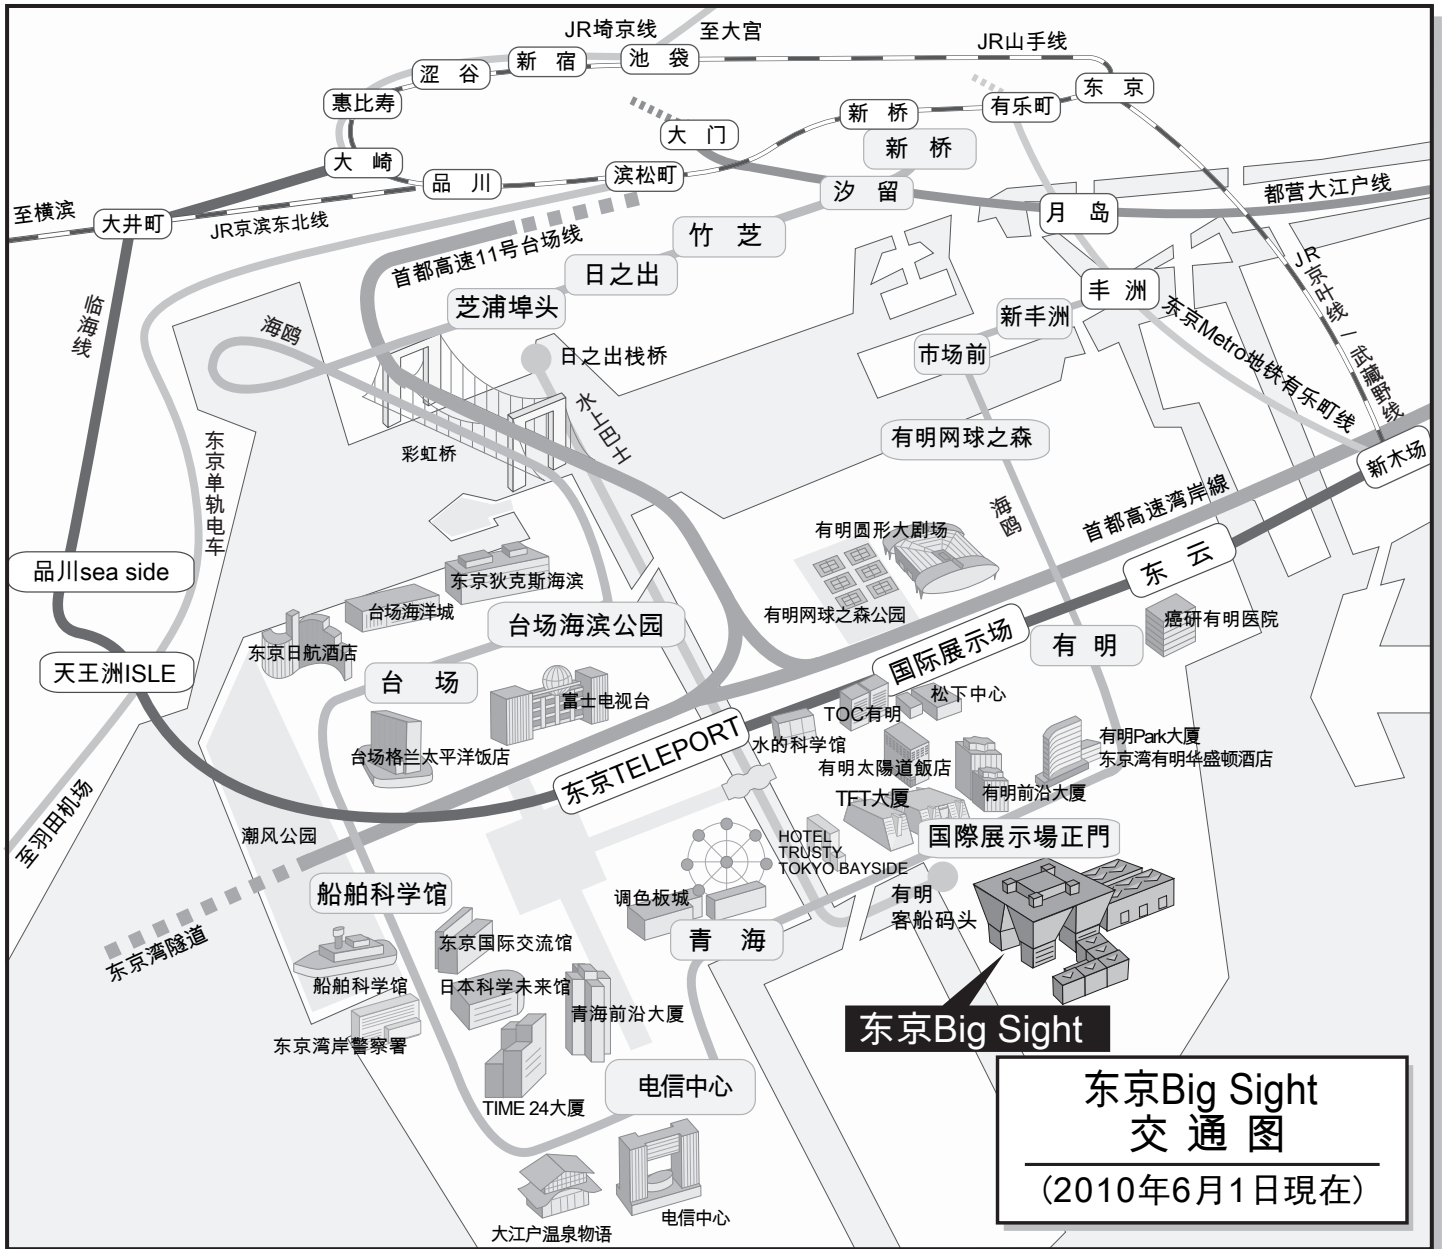 JR埼京线
至大宫
JR山手线
新 宿
池 袋
涩 谷
东 京
惠比寿
有乐町
新 桥
大 门
新 桥
大 崎
滨松町
品 川
汐 留
月 岛
都营大江户线
至横滨
大井町
JR京滨东北线
竹 芝
首都高速11号台场线
日之出
芝浦埠头
JR京叶线—武藏野线
丰 洲
新丰洲
市场前
东京Metro地铁有乐町线
临海线
海鸥
日之出栈桥
水上巴士
彩虹桥
东京单轨电车
有明网球之森
新木场
海鸥
首都高速湾岸線
有明圆形大剧场
东 云
品川sea side
东京狄克斯海滨
台场海洋城
有明网球之森公园
癌研有明医院
台场海滨公园
国际展示场
有 明
东京日航酒店
天王洲ISLE
台 场
富士电视台
松下中心
TOC有明
水的科学馆
东京TELEPORT
台场格兰太平洋饭店
有明太陽道飯店
有明Park大厦
东京湾有明华盛顿酒店
有明前沿大厦
TFT大厦
至羽田机场
潮风公园
HOTEL
TRUSTY
TOKYO BAYSIDE
国際展示場正門
船舶科学馆
调色板城
有明
客船码头
东京湾隧道
东京国际交流馆
青 海
船舶科学馆
日本科学未来馆
青海前沿大厦
东京湾岸警察署
东京Big Sight
TIME 24大厦
电信中心
大江户温泉物语
电信中心
东京Big Sight
交 通 图
(2010年6月1日現在)